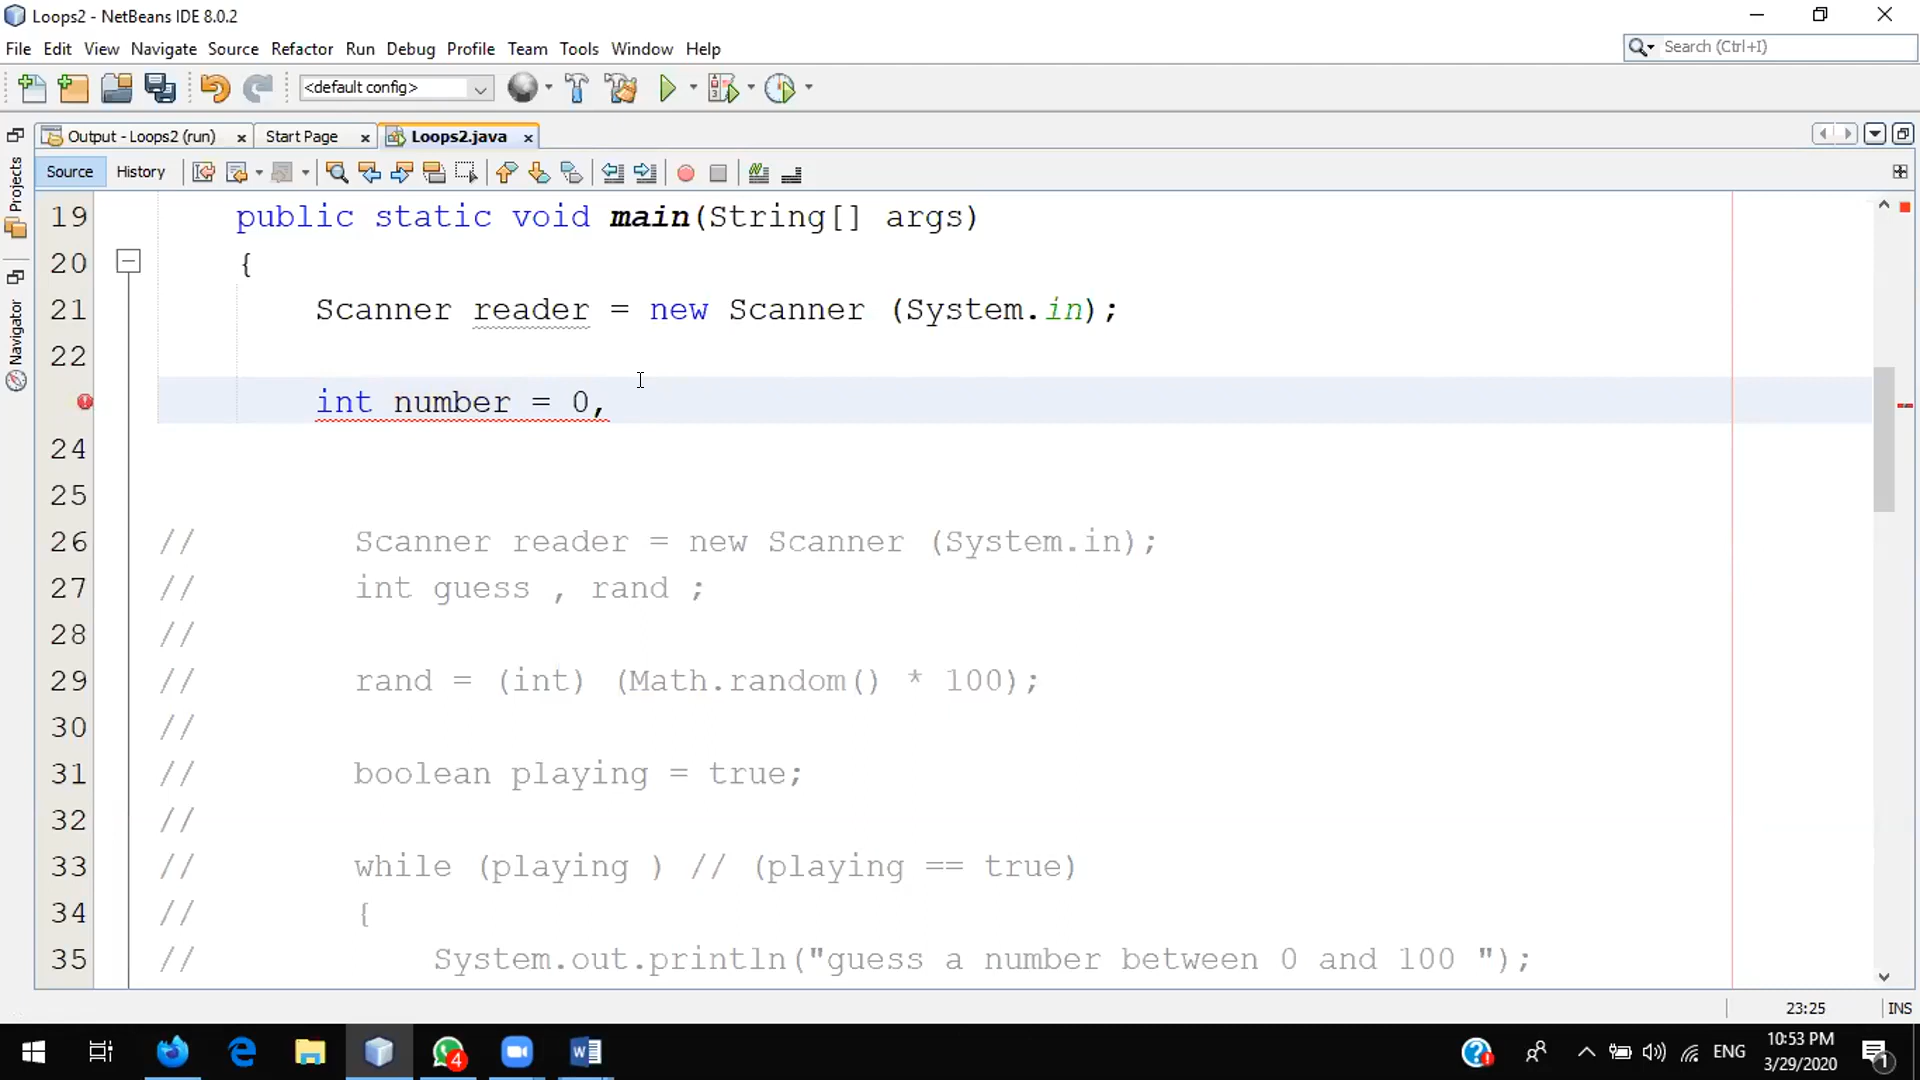 Loops2 - NetBeans IDE 8.0.2
File Edit View Navigate Source Refactor Run Debug Profile Team Tools Window Help
Search (Ctrl+I)
<default config>
Output - Loops2 (run) x Start Page x Loops2.java x
Source History
Projects
Navigator
19 public static void main(String[] args)
20 {
21 Scanner reader = new Scanner (System.in);
22
int number = 0,
24
25
26 // Scanner reader = new Scanner (System.in);
27 // int guess , rand ;
28 //
29 // rand = (int) (Math.random() * 100);
30 //
31 // boolean playing = true;
32 //
33 // while (playing ) // (playing == true)
34 // {
35 // System.out.println("guess a number between 0 and 100 ");
23:25 INS
4
ENG
10:53 PM
3/29/2020
1